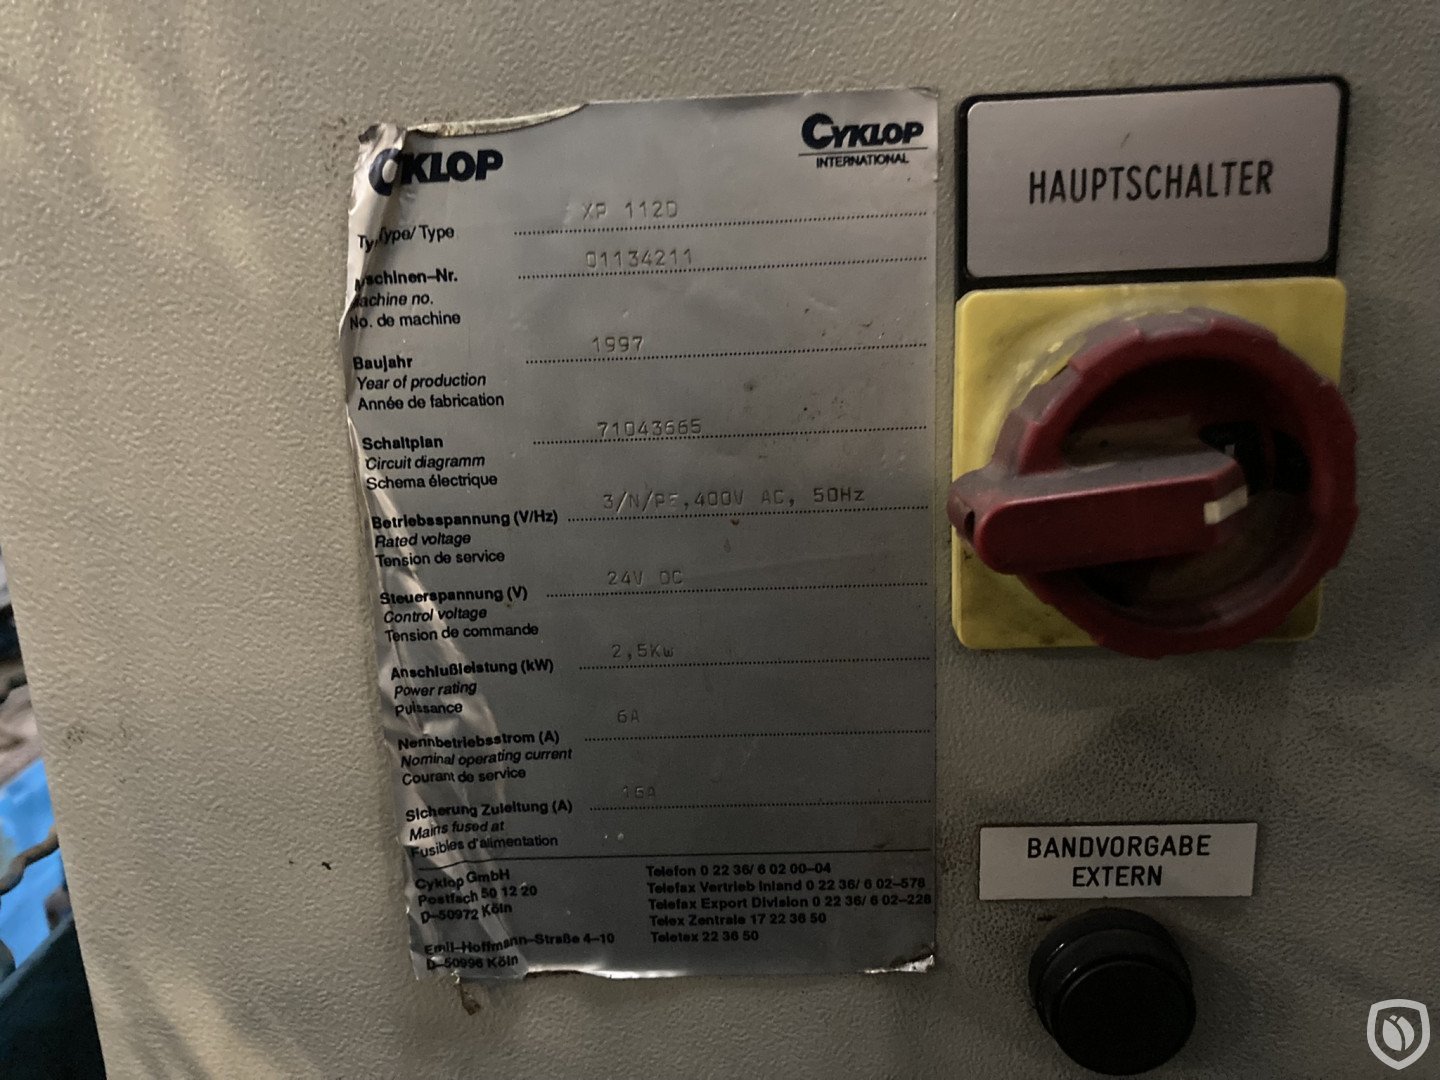 CYKLOP
CYKLOP
INTERNATIONAL
Type/ Type
XP 112D
Maschinen–Nr.
01134211
Machine no.
No. de machine
Baujahr
1997
Year of production
Année de fabrication
Schaltplan
71043665
Circuit diagramm
Schema électrique
Betriebsspannung (V/Hz)
3/N/PE,400V AC, 50Hz
Rated voltage
Tension de service
Steuerspannung (V)
24V DC
Control voltage
Tension de commande
Anschlußleistung (kW)
2,5Kw
Power rating
Puissance
Nennbetriebsstrom (A)
6A
Nominal operating current
Courant de service
Sicherung Zuleitung (A)
16A
Mains fused at
Fusibles d'alimentation
Cyklop GmbH
Postfach 50 12 20
D–50972 Köln
Emil–Hoffmann–Straße 4–10
D–50996 Köln
Telefon 0 22 36/ 6 02 00–04
Telefax Vertrieb Inland 0 22 36/ 6 02–578
Telefax Export Division 0 22 36/ 6 02–228
Telex Zentrale 17 22 36 50
Teletex 22 36 50
HAUPTSCHALTER
BANDVORGABE
EXTERN